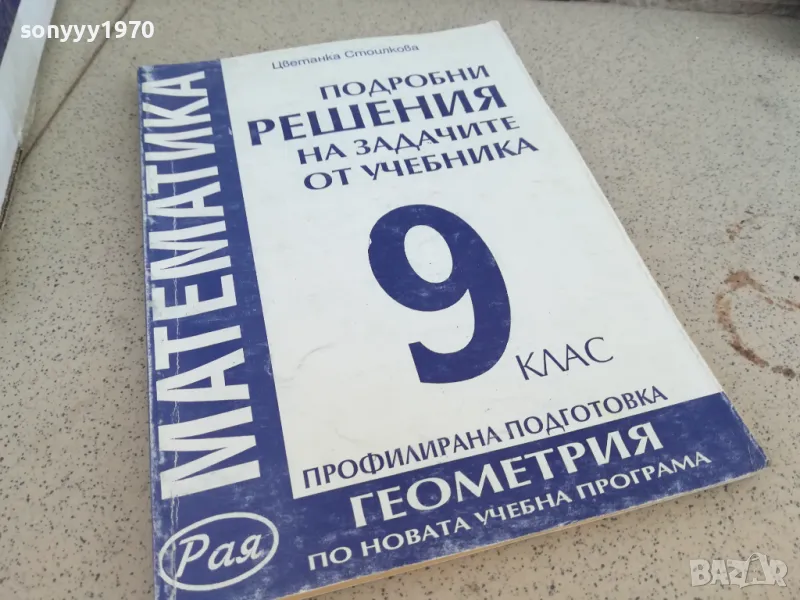 sonyyy1970
Цветанка Стоилкова
ПОДРОБНИ
РЕШЕНИЯ
НА ЗАДАЧИТЕ
ОТ УЧЕБНИКА
9
КЛАС
МАТЕМАТИКА
ПРОФИЛИРАНА ПОДГОТОВКА
ГЕОМЕТРИЯ
ПО НОВАТА УЧЕБНА ПРОГРАМА
Рая
BAZAR